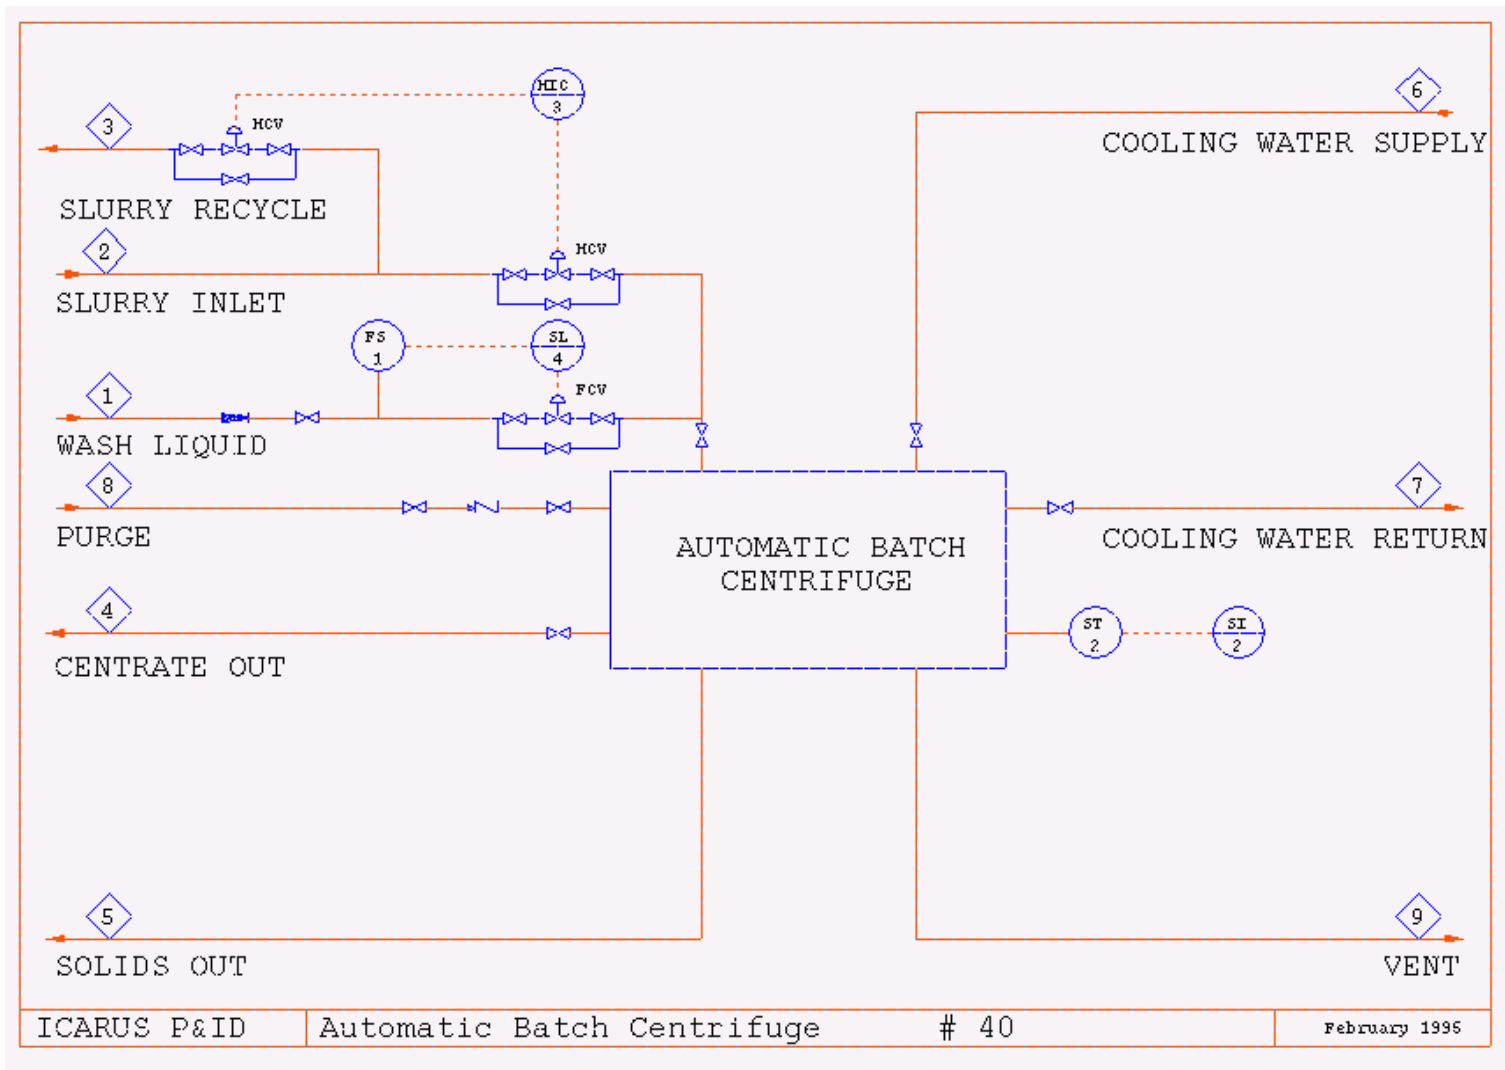 HIC
3
6
3
HCV
COOLING WATER SUPPLY
SLURRY RECYCLE
2
HCV
SLURRY INLET
FS
1
SL
4
1
FCV
WASH LIQUID
8
7
PURGE
COOLING WATER RETURN
AUTOMATIC BATCH
CENTRIFUGE
4
ST
2
SI
2
CENTRATE OUT
5
9
SOLIDS OUT
VENT
ICARUS P&ID
Automatic Batch Centrifuge # 40
February 1995